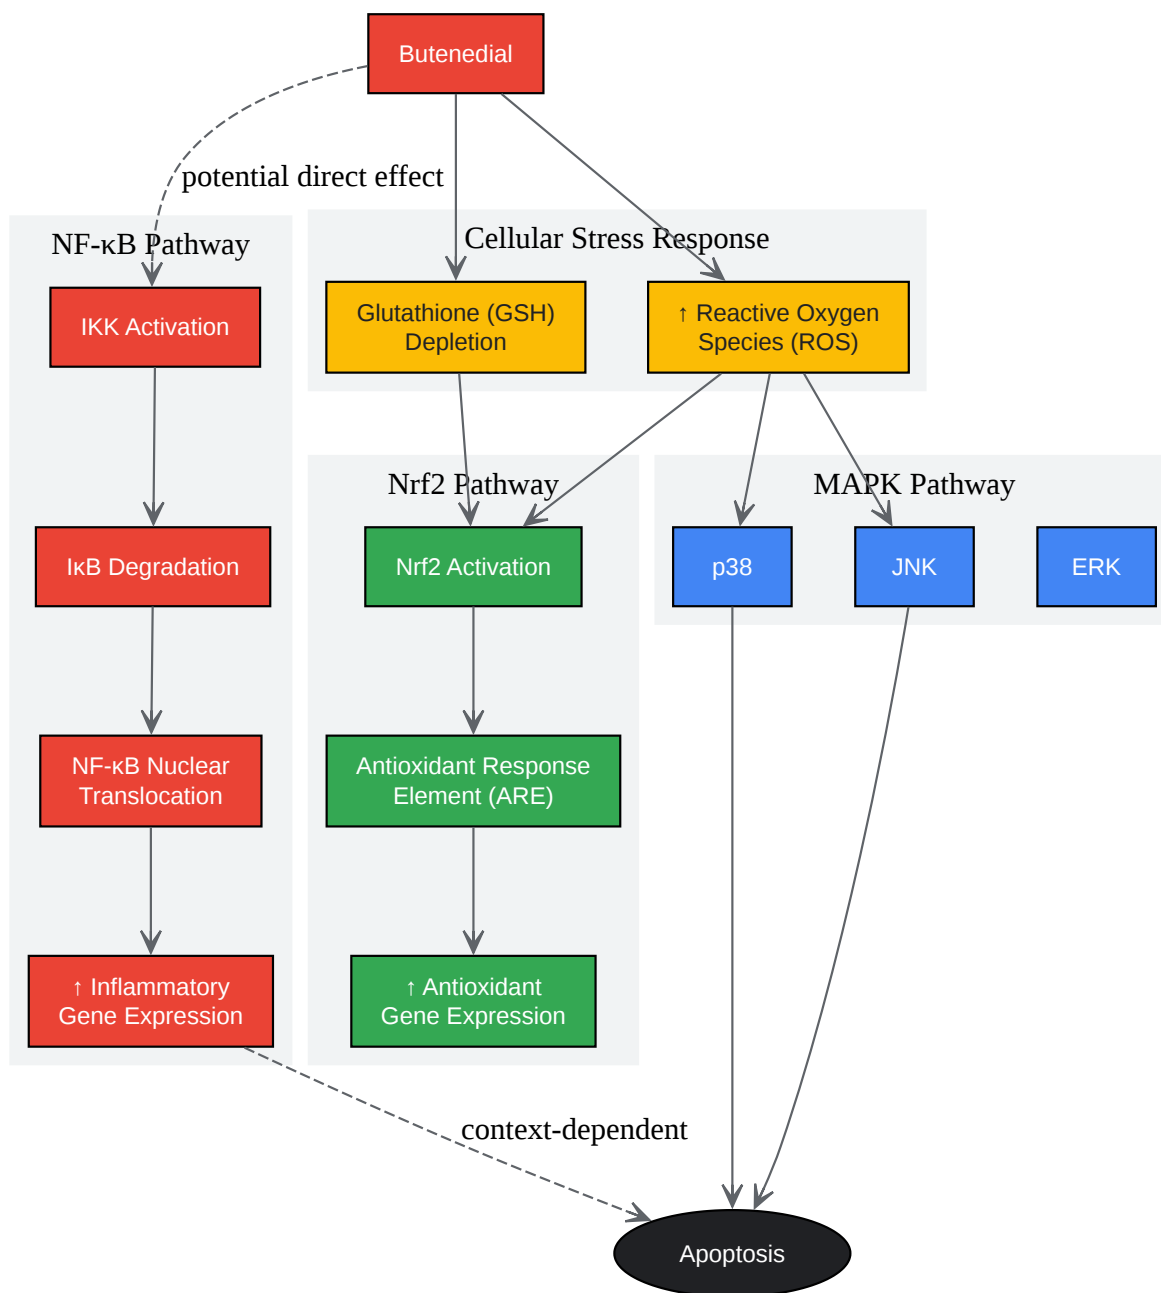 Butenedial
potential direct effect
NF-κB Pathway
Cellular Stress Response
IKK Activation
Glutathione (GSH)
Depletion
↑ Reactive Oxygen
Species (ROS)
Nrf2 Pathway
MAPK Pathway
IκB Degradation
Nrf2 Activation
p38
JNK
ERK
NF-κB Nuclear
Translocation
Antioxidant Response
Element (ARE)
↑ Inflammatory
Gene Expression
↑ Antioxidant
Gene Expression
context-dependent
Apoptosis